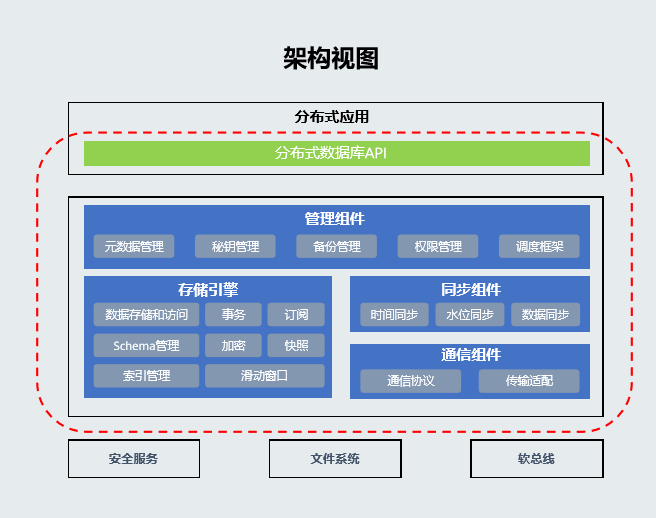 架构视图
分布式应用
分布式数据库API
管理组件
元数据管理 秘钥管理 备份管理 权限管理 调度框架
存储引擎
数据存储和访问 事务 订阅
Schema管理 加密 快照
索引管理 滑动窗口
同步组件
时间同步 水位同步 数据同步
通信组件
通信协议 传输适配
安全服务 文件系统 软总线